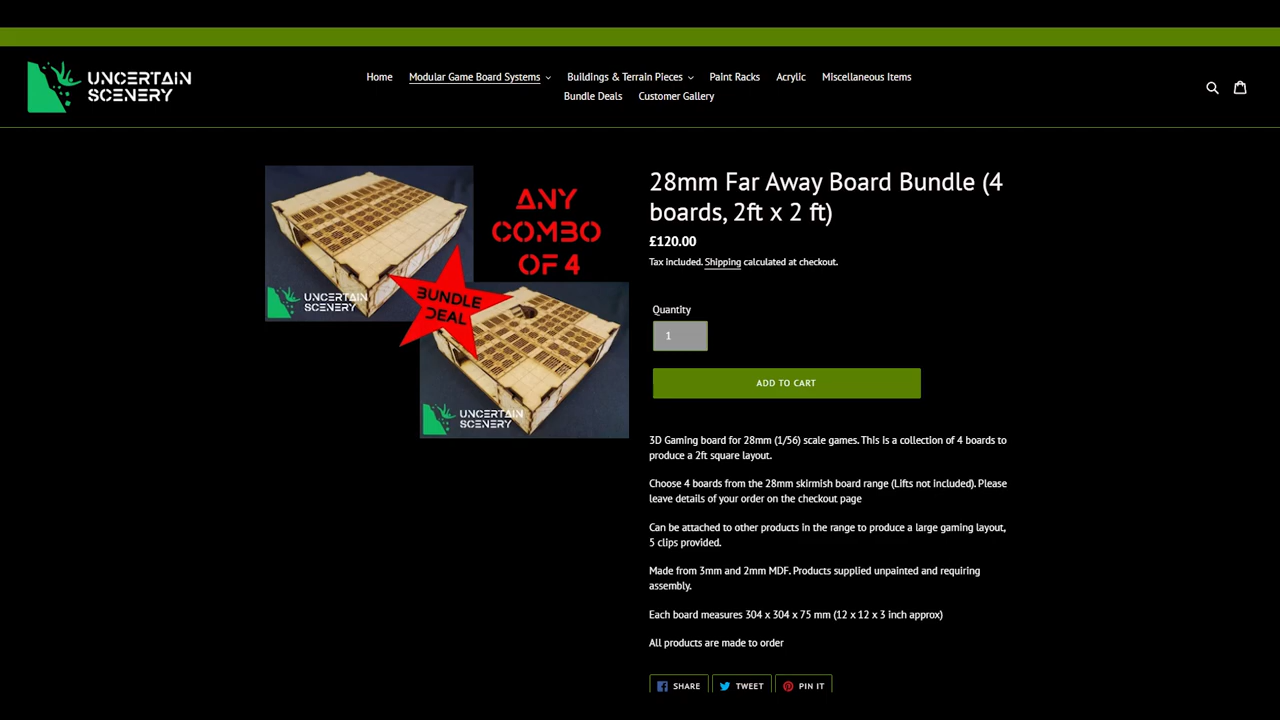 UNCERTAIN
SCENERY
Home
Modular Game Board Systems
Buildings & Terrain Pieces
Paint Racks
Acrylic
Miscellaneous Items
Bundle Deals
Customer Gallery
ANY
COMBO
OF 4
BUNDLE
DEAL
UNCERTAIN
SCENERY
UNCERTAIN
SCENERY
28mm Far Away Board Bundle (4
boards, 2ft x 2 ft)
£120.00
Tax included. Shipping calculated at checkout.
Quantity
1
ADD TO CART
3D Gaming board for 28mm (1/56) scale games. This is a collection of 4 boards to
produce a 2ft square layout.
Choose 4 boards from the 28mm skirmish board range (Lifts not included). Please
leave details of your order on the checkout page
Can be attached to other products in the range to produce a large gaming layout,
5 clips provided.
Made from 3mm and 2mm MDF. Products supplied unpainted and requiring
assembly.
Each board measures 304 x 304 x 75 mm (12 x 12 x 3 inch approx)
All products are made to order
SHARE
TWEET
PIN IT